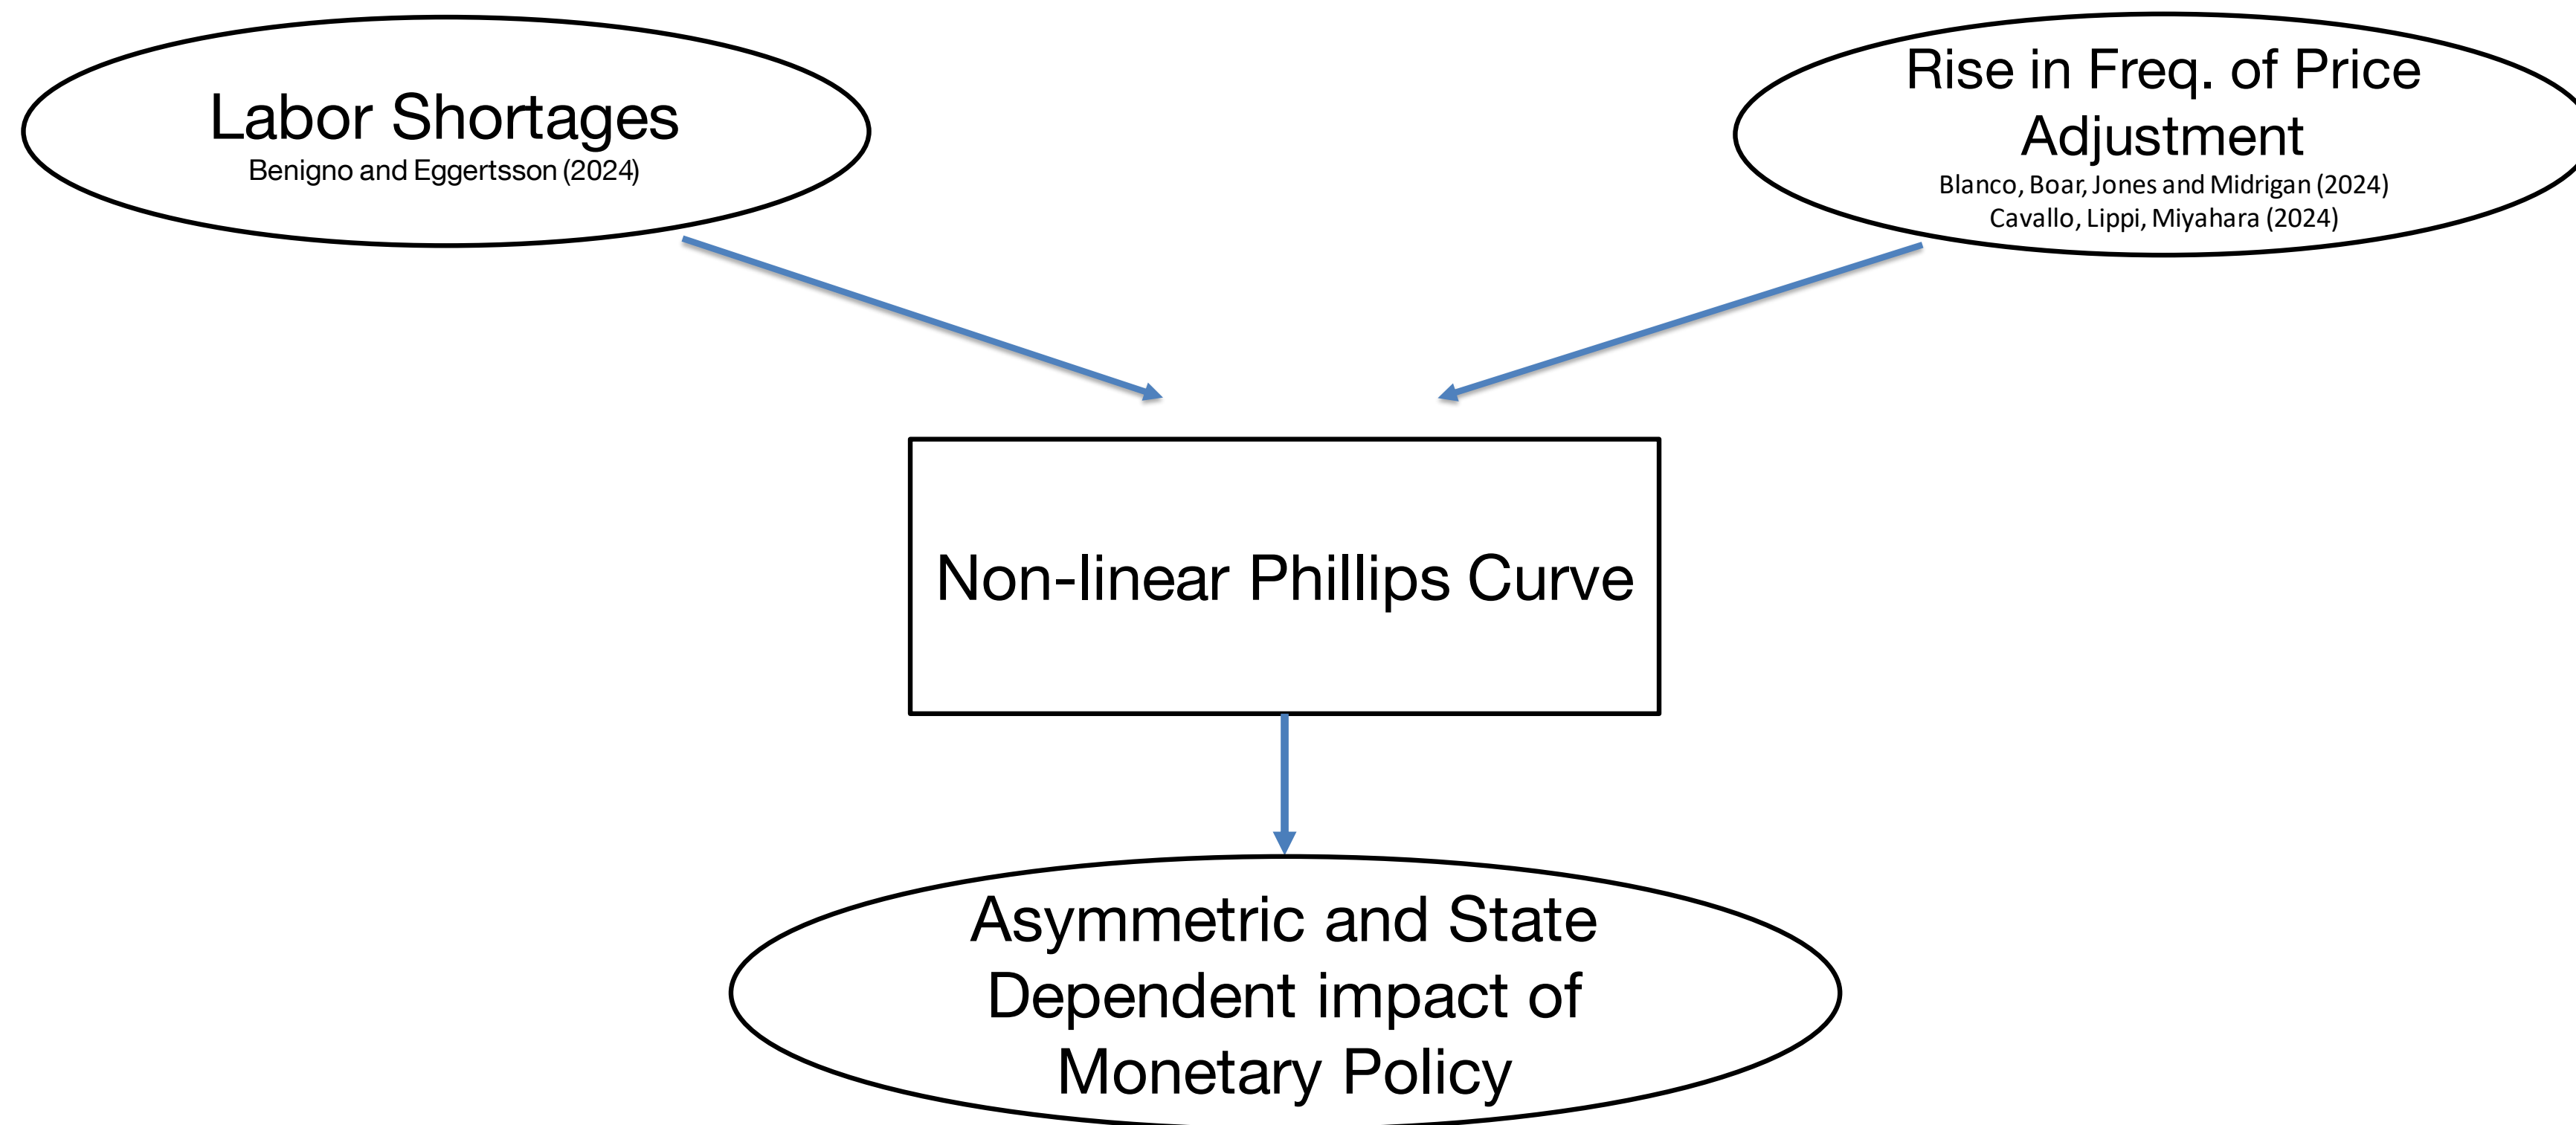 Labor Shortages
Benigno and Eggertsson (2024)
Rise in Freq. of Price
Adjustment
Blanco, Boar, Jones and Midrigan (2024)
Cavallo, Lippi, Miyahara (2024)
Non-linear Phillips Curve
Asymmetric and State
Dependent impact of
Monetary Policy